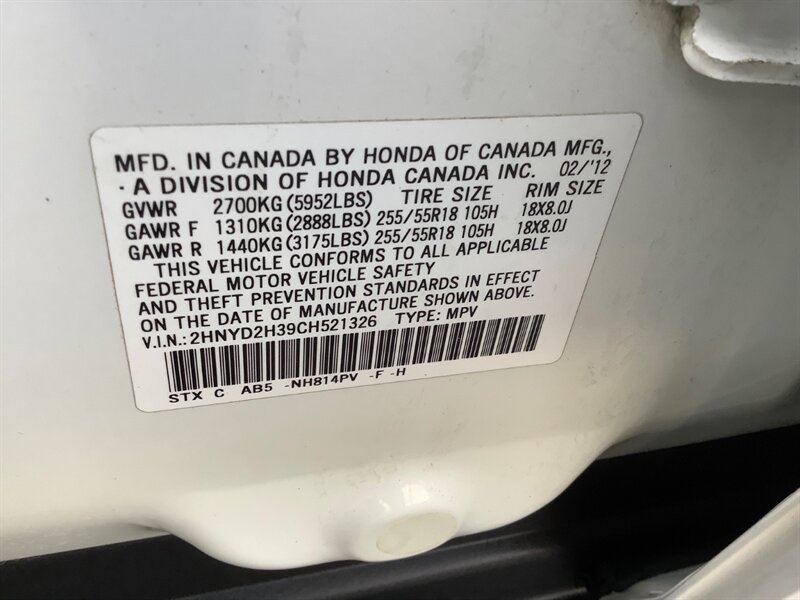 MFD. IN CANADA BY HONDA OF CANADA MFG.,
A DIVISION OF HONDA CANADA INC. 02/'12
GVWR 2700KG(5952LBS) TIRE SIZE RIM SIZE
GAWR F 1310KG(2888LBS) 255/55R18 105H 18X8.0J
GAWR R 1440KG(3175LBS) 255/55R18 105H 18X8.0J
THIS VEHICLE CONFORMS TO ALL APPLICABLE
FEDERAL MOTOR VEHICLE SAFETY
AND THEFT PREVENTION STANDARDS IN EFFECT
ON THE DATE OF MANUFACTURE SHOWN ABOVE.
V.I.N.:2HNYD2H39CH521326 TYPE: MPV
STX C AB5 -NH814PV -F -H